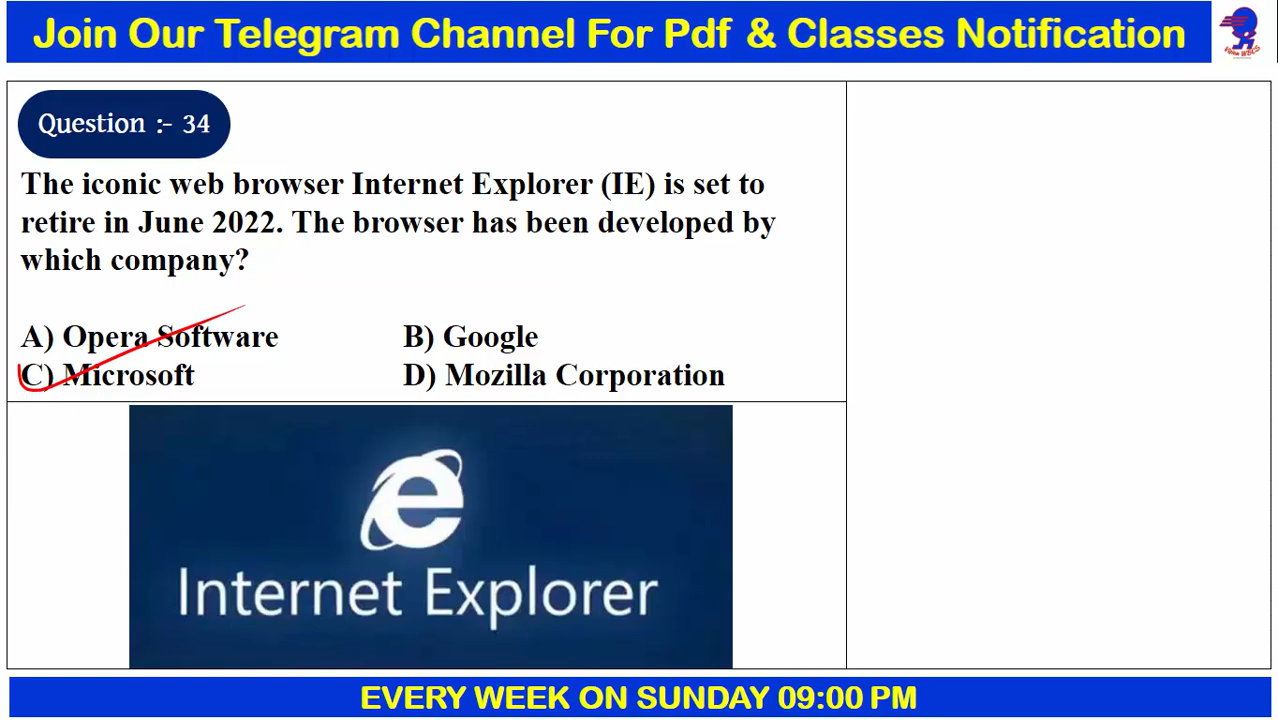 Join Our Telegram Channel For Pdf & Classes Notification
Question :- 34
The iconic web browser Internet Explorer (IE) is set to
retire in June 2022. The browser has been developed by
which company?
A) Opera Software
B) Google
C) Microsoft
D) Mozilla Corporation
Internet Explorer
EVERY WEEK ON SUNDAY 09:00 PM